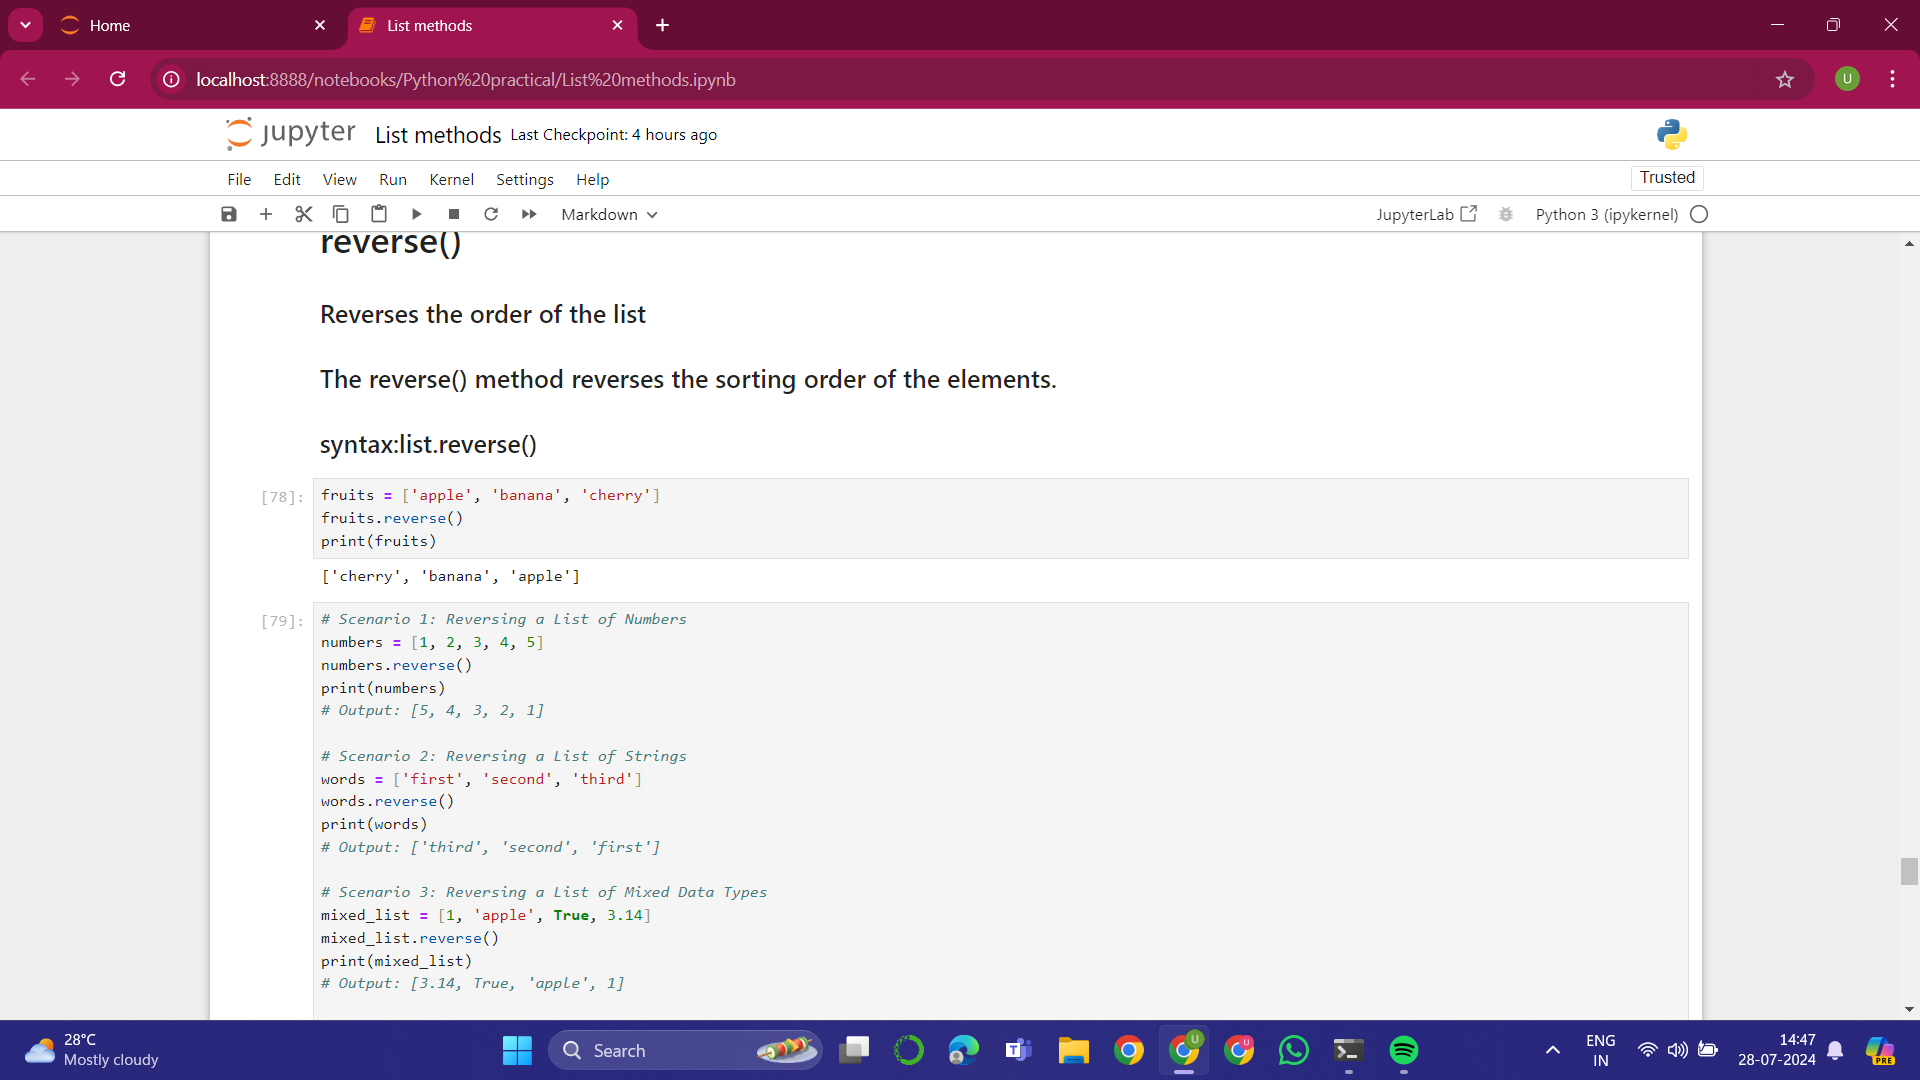 Home
List methods
localhost:8888/notebooks/Python%20practical/List%20methods.ipynb
U
jupyter List methods Last Checkpoint: 4 hours ago
File Edit View Run Kernel Settings Help
Trusted
Markdown
JupyterLab
Python 3 (ipykernel)
reverse()
Reverses the order of the list
The reverse() method reverses the sorting order of the elements.
syntax:list.reverse()
[78]:
fruits = ['apple', 'banana', 'cherry']
fruits.reverse()
print(fruits)
['cherry', 'banana', 'apple']
[79]:
# Scenario 1: Reversing a List of Numbers
numbers = [1, 2, 3, 4, 5]
numbers.reverse()
print(numbers)
# Output: [5, 4, 3, 2, 1]
# Scenario 2: Reversing a List of Strings
words = ['first', 'second', 'third']
words.reverse()
print(words)
# Output: ['third', 'second', 'first']
# Scenario 3: Reversing a List of Mixed Data Types
mixed_list = [1, 'apple', True, 3.14]
mixed_list.reverse()
print(mixed_list)
# Output: [3.14, True, 'apple', 1]
28°C
Mostly cloudy
Search
U
U
ENG
IN
14:47
28-07-2024
PRE